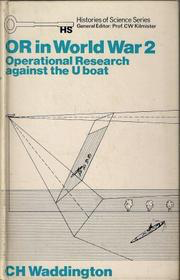 HS
Histories of Science Series
General Editor: Prof. CW Kilmister
OR in World War 2
Operational Research
against the U boat
CH Waddington